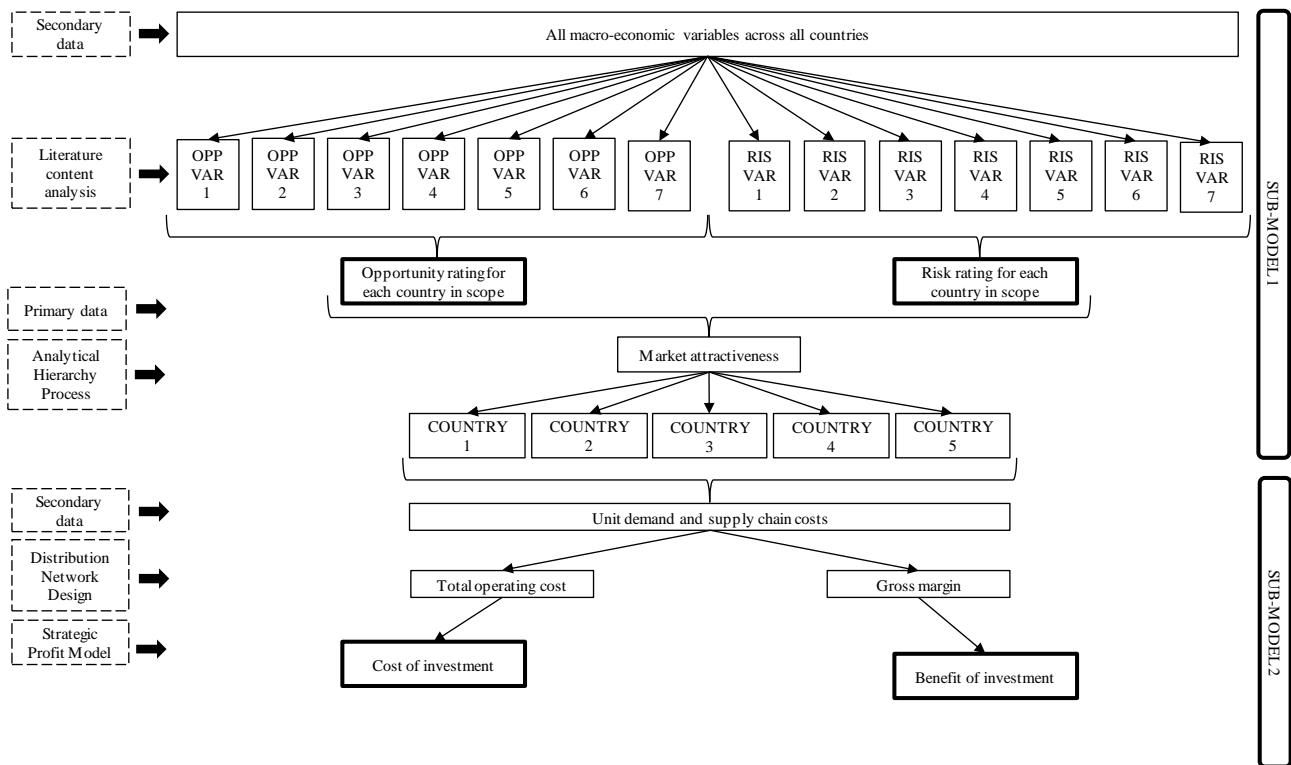 Secondary
data
All macro-economic variables across all countries
Literature
content
analysis
OPP
VAR
1
OPP
VAR
2
OPP
VAR
3
OPP
VAR
4
OPP
VAR
5
OPP
VAR
6
OPP
VAR
7
RIS
VAR
1
RIS
VAR
2
RIS
VAR
3
RIS
VAR
4
RIS
VAR
5
RIS
VAR
6
RIS
VAR
7
SUB-MODEL 1
Opportunity rating for
each country in scope
Risk rating for each
country in scope
Primary data
Analytical
Hierarchy
Process
Market attractiveness
COUNTRY
1
COUNTRY
2
COUNTRY
3
COUNTRY
4
COUNTRY
5
Secondary
data
Unit demand and supply chain costs
Distribution
Network
Design
Total operating cost
Gross margin
SUB-MODEL 2
Strategic
Profit Model
Cost of investment
Benefit of investment